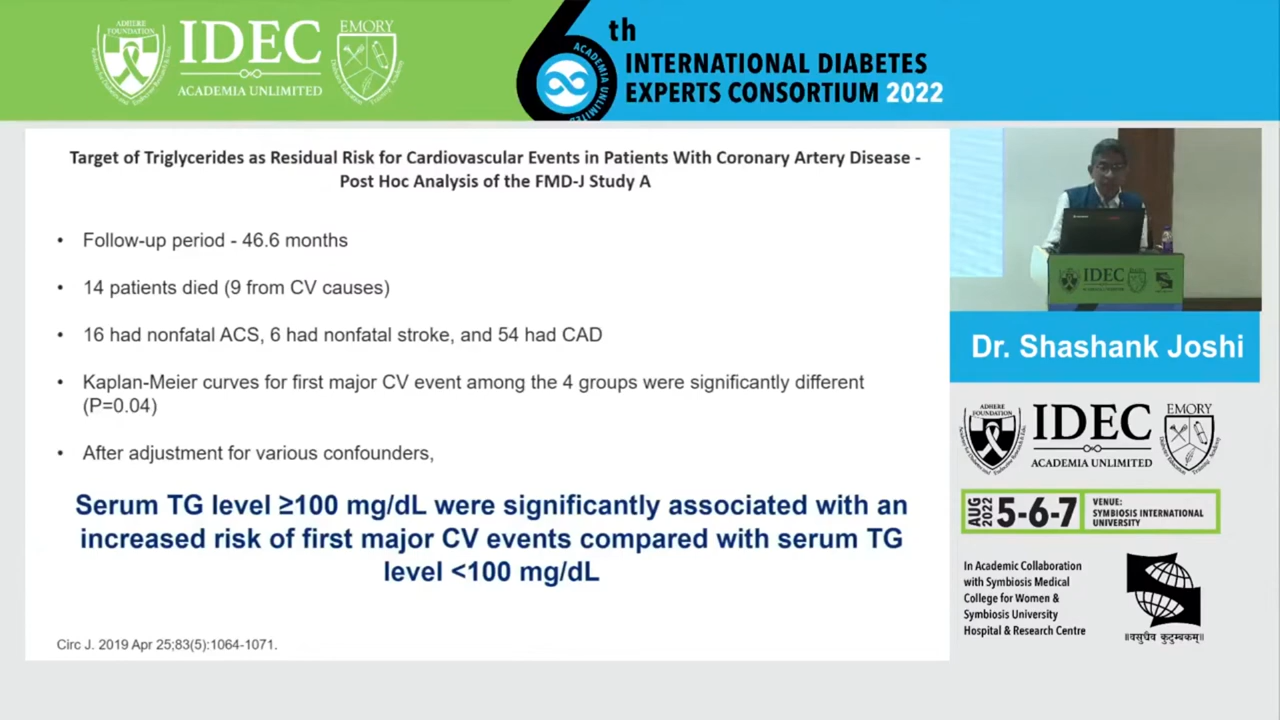 ADHERE
FOUNDATION
IDEC
ACADEMIA UNLIMITED
EMORY
6th
ACADEMIA UNLIMITED
INTERNATIONAL DIABETES
EXPERTS CONSORTIUM 2022
Target of Triglycerides as Residual Risk for Cardiovascular Events in Patients With Coronary Artery Disease -
Post Hoc Analysis of the FMD-J Study A
• Follow-up period - 46.6 months
• 14 patients died (9 from CV causes)
• 16 had nonfatal ACS, 6 had nonfatal stroke, and 54 had CAD
• Kaplan-Meier curves for first major CV event among the 4 groups were significantly different
(P=0.04)
• After adjustment for various confounders,
Serum TG level ≥100 mg/dL were significantly associated with an
increased risk of first major CV events compared with serum TG
level <100 mg/dL
Circ J. 2019 Apr 25;83(5):1064-1071.
IDEC
Dr. Shashank Joshi
ADHERE
FOUNDATION
IDEC
ACADEMIA UNLIMITED
EMORY
AUG
2022
5-6-7
VENUE:
SYMBIOSIS INTERNATIONAL
UNIVERSITY
In Academic Collaboration
with Symbiosis Medical
College for Women &
Symbiosis University
Hospital & Research Centre
॥वसुधैव कुटुम्बकम्॥